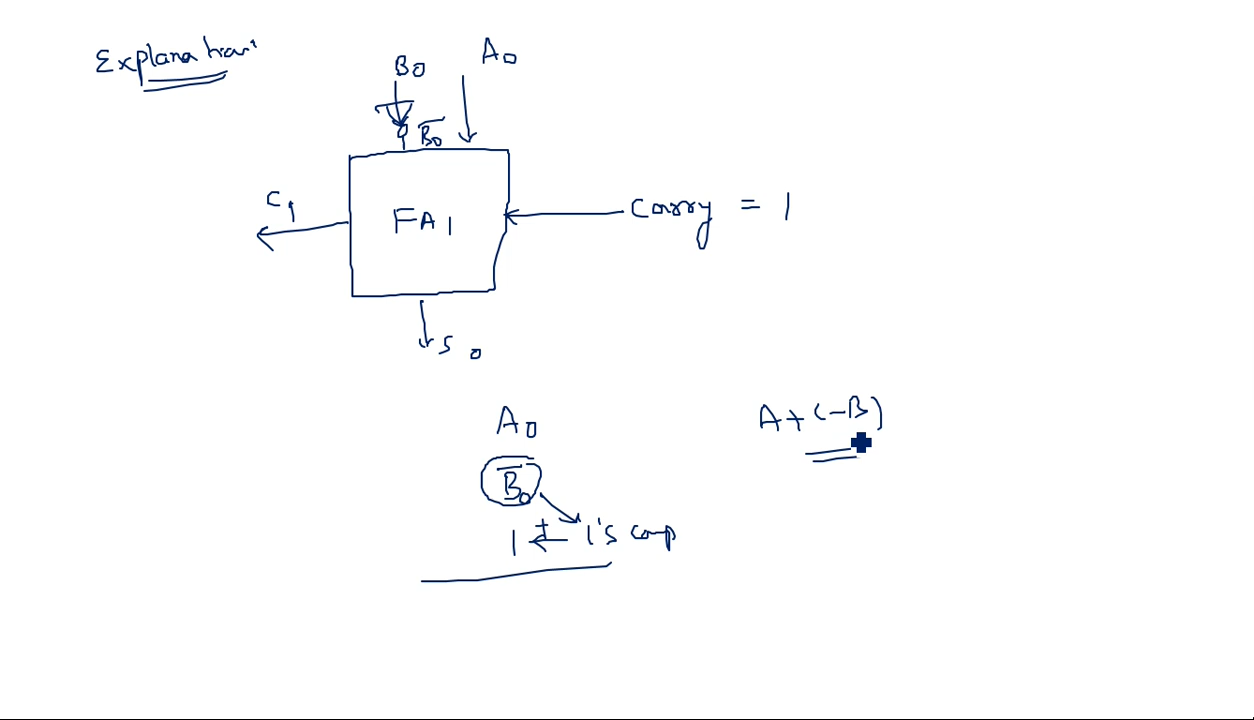 Explanation
B0 A0
B̅0
C1
FA1
Carry = 1
S0
A0
A+(-B)
B̅0
1 + 1's comp